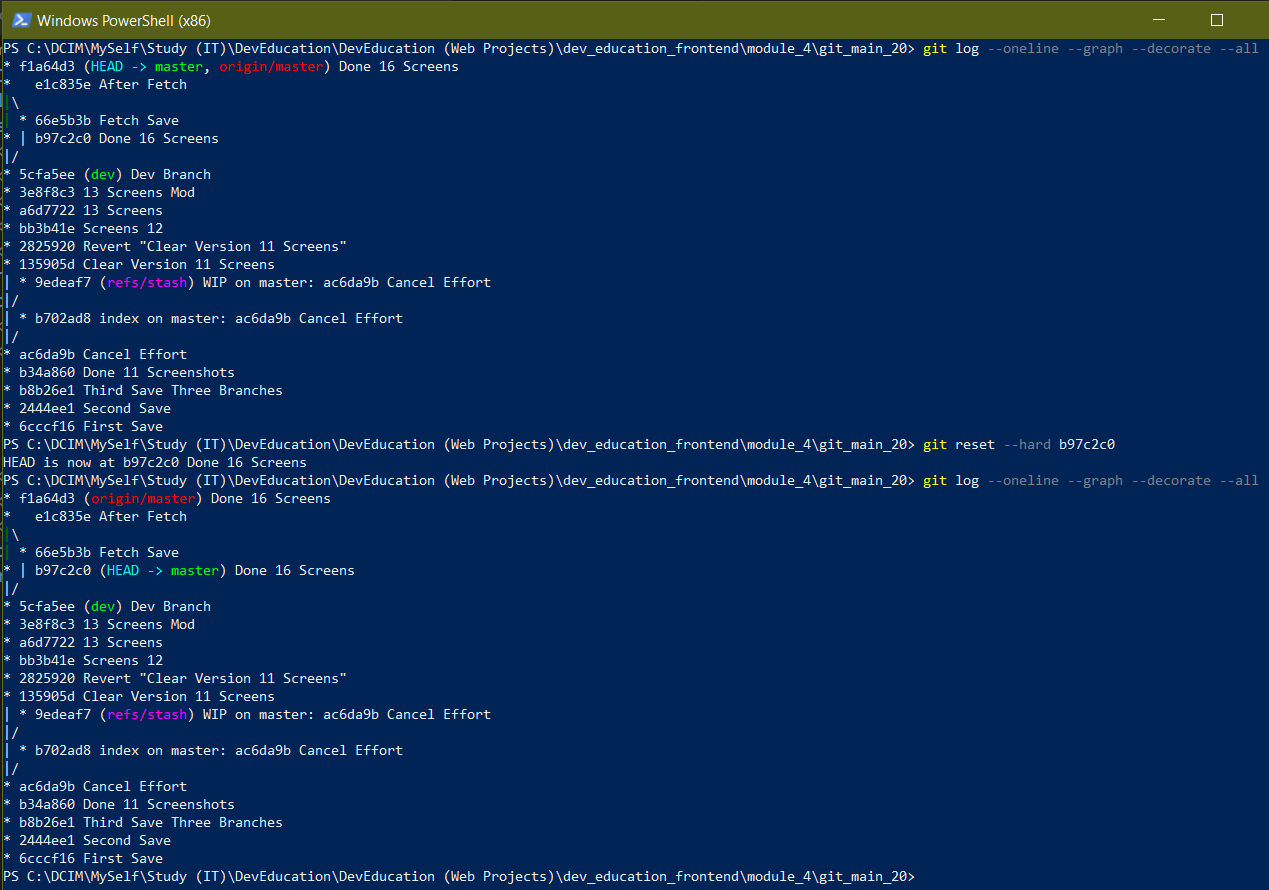 Windows PowerShell (x86)
PS C:\DCIM\MySelf\Study (IT)\DevEducation\DevEducation (Web Projects)\dev_education_frontend\module_4\git_main_20> git log --oneline --graph --decorate --all
* f1a64d3 (HEAD -> master, origin/master) Done 16 Screens
*   e1c835e After Fetch
|\
| * 66e5b3b Fetch Save
* | b97c2c0 Done 16 Screens
|/
* 5cfa5ee (dev) Dev Branch
* 3e8f8c3 13 Screens Mod
* a6d7722 13 Screens
* bb3b41e Screens 12
* 2825920 Revert "Clear Version 11 Screens"
* 135905d Clear Version 11 Screens
| * 9edeaf7 (refs/stash) WIP on master: ac6da9b Cancel Effort
|/
| * b702ad8 index on master: ac6da9b Cancel Effort
|/
* ac6da9b Cancel Effort
* b34a860 Done 11 Screenshots
* b8b26e1 Third Save Three Branches
* 2444ee1 Second Save
* 6cccf16 First Save
PS C:\DCIM\MySelf\Study (IT)\DevEducation\DevEducation (Web Projects)\dev_education_frontend\module_4\git_main_20> git reset --hard b97c2c0
HEAD is now at b97c2c0 Done 16 Screens
PS C:\DCIM\MySelf\Study (IT)\DevEducation\DevEducation (Web Projects)\dev_education_frontend\module_4\git_main_20> git log --oneline --graph --decorate --all
* f1a64d3 (origin/master) Done 16 Screens
*   e1c835e After Fetch
|\
| * 66e5b3b Fetch Save
* | b97c2c0 (HEAD -> master) Done 16 Screens
|/
* 5cfa5ee (dev) Dev Branch
* 3e8f8c3 13 Screens Mod
* a6d7722 13 Screens
* bb3b41e Screens 12
* 2825920 Revert "Clear Version 11 Screens"
* 135905d Clear Version 11 Screens
| * 9edeaf7 (refs/stash) WIP on master: ac6da9b Cancel Effort
|/
| * b702ad8 index on master: ac6da9b Cancel Effort
|/
* ac6da9b Cancel Effort
* b34a860 Done 11 Screenshots
* b8b26e1 Third Save Three Branches
* 2444ee1 Second Save
* 6cccf16 First Save
PS C:\DCIM\MySelf\Study (IT)\DevEducation\DevEducation (Web Projects)\dev_education_frontend\module_4\git_main_20>